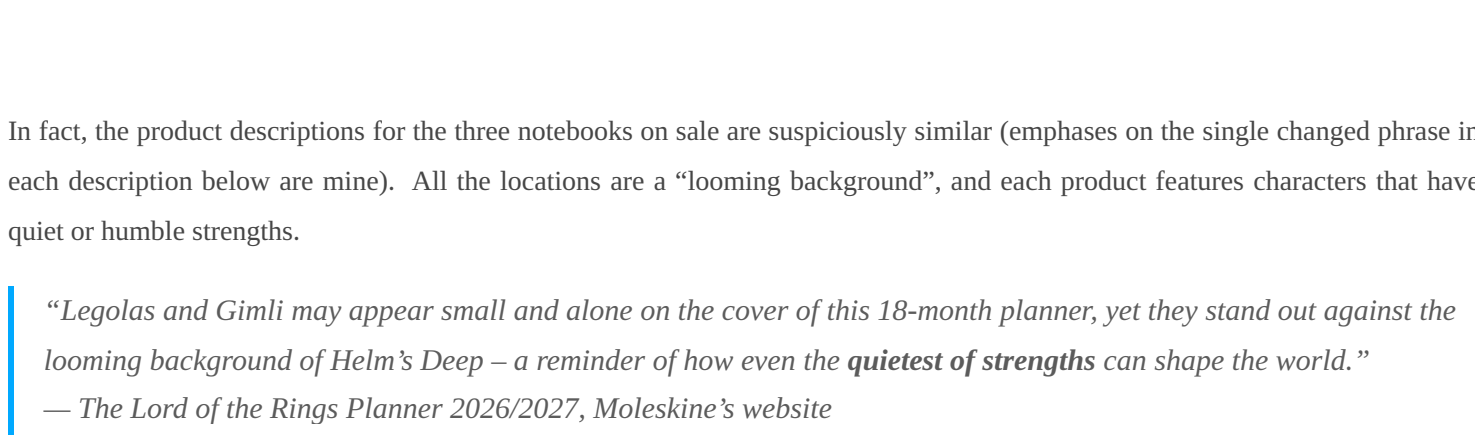 In fact, the product descriptions for the three notebooks on sale are suspiciously similar (emphases on the single changed phrase in
each description below are mine).  All the locations are a “looming background”, and each product features characters that have
quiet or humble strengths.
“Legolas and Gimli may appear small and alone on the cover of this 18-month planner, yet they stand out against the
looming background of Helm’s Deep – a reminder of how even the quietest of strengths can shape the world.”
— The Lord of the Rings Planner 2026/2027, Moleskine’s website